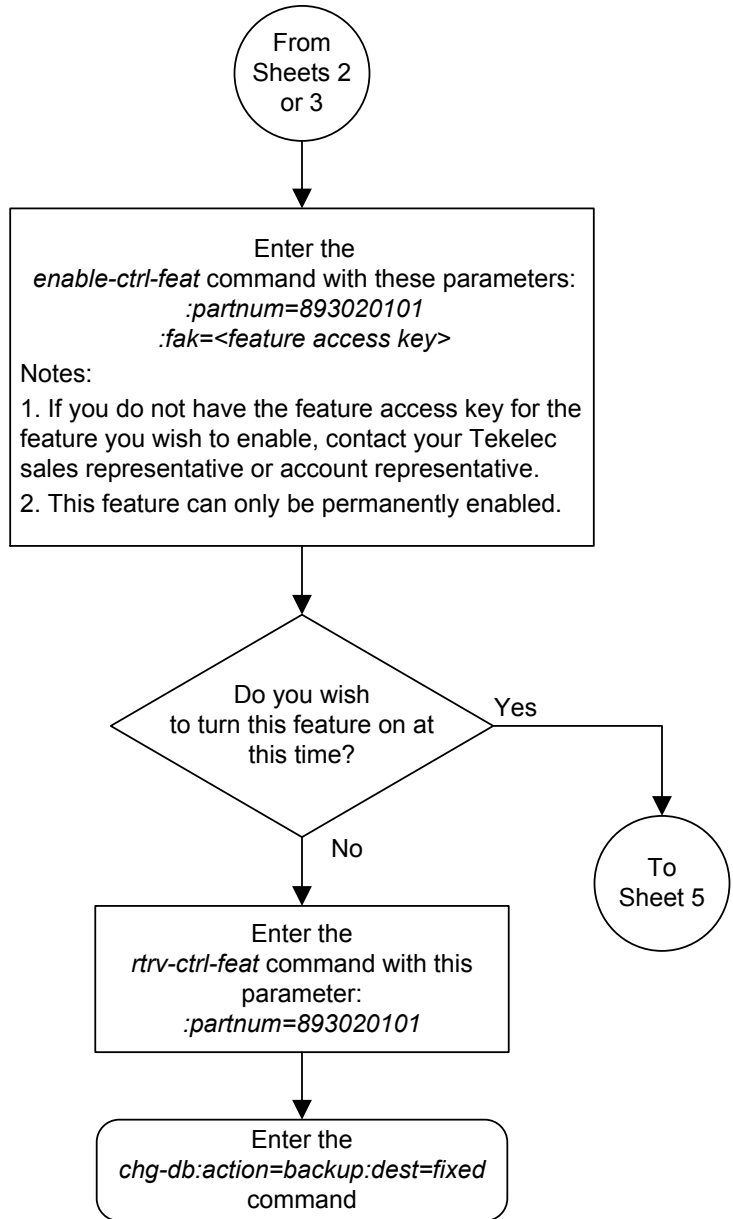 From
Sheets 2
or 3
Enter the
enable-ctrl-feat command with these parameters:
:partnum=893020101
:fak=<feature access key>
Notes:
1. If you do not have the feature access key for the
feature you wish to enable, contact your Tekelec
sales representative or account representative.
2. This feature can only be permanently enabled.
Do you wish
to turn this feature on at
this time?
Yes
No
To
Sheet 5
Enter the
rtrv-ctrl-feat command with this
parameter:
:partnum=893020101
Enter the
chg-db:action=backup:dest=fixed
command